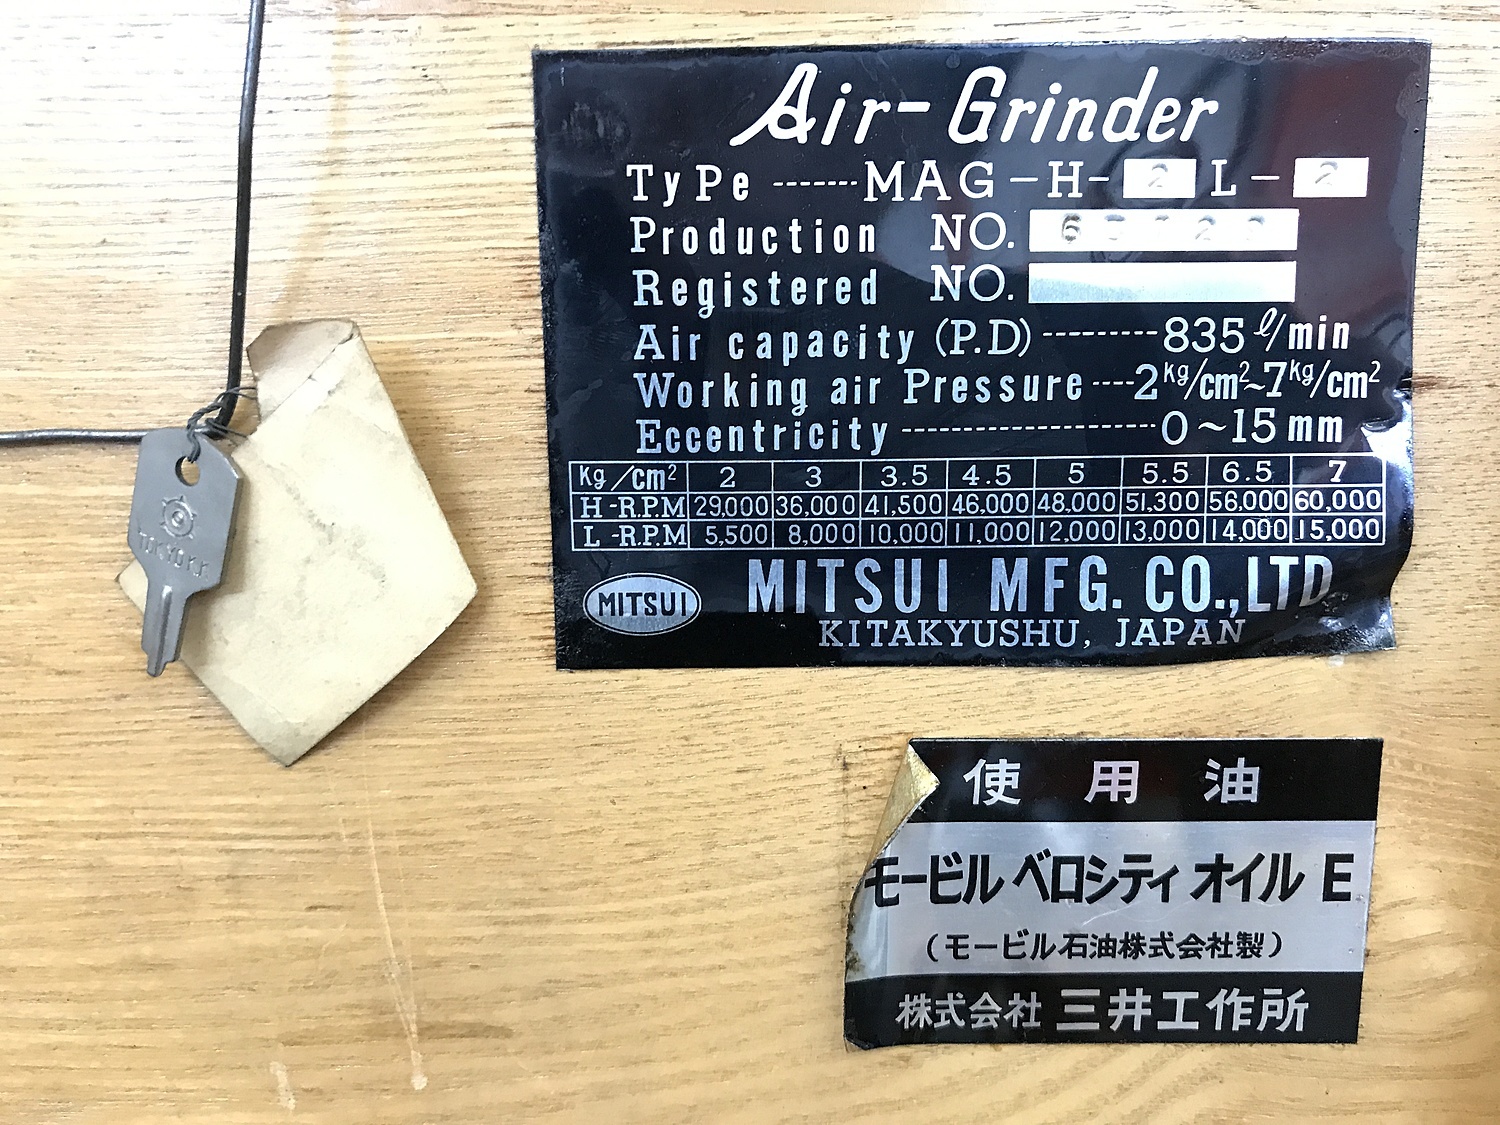 Air-Grinder
TyPe ------- MAG-H-2 L-2
Production NO.
Registered NO.
Air capacity (P.D) --------- 835 ℓ/min
Working air Pressure ---- 2kg/cm²~7kg/cm²
Eccentricity ------------------- 0~15mm
Kg/cm² 2 3 3.5 4.5 5 5.5 6.5 7
H-R.P.M 29,000 36,000 41,500 46,000 48,000 51,300 56,000 60,000
L-R.P.M 5,500 8,000 10,000 11,000 12,000 13,000 14,000 15,000
MITSUI MITSUI MFG. CO.,LTD.
KITAKYUSHU, JAPAN
TOKYO K.K
使用油
モービル ベロシティ オイル E
(モービル石油株式会社製)
株式会社 三井工作所